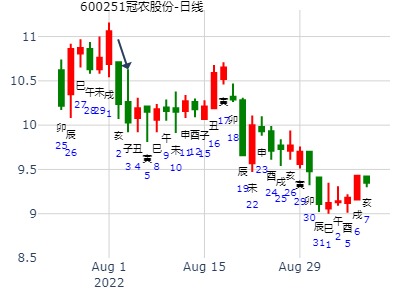 600251冠农股份-日线
11
10.5
10
9.5
9
8.5
卯
25
辰
26
巳
27
午
28
未
29
戌
1
亥
2
子
3
丑
4
寅
5
巳
8
午
9
未
10
申
11
酉
12
子
15
丑
16
寅
17
卯
18
辰
19
未
22
申
23
酉
24
戌
25
亥
26
寅
29
卯
30
辰
31
巳
1
午
2
酉
5
戌
6
亥
7
Aug 1
2022
Aug 15
Aug 29